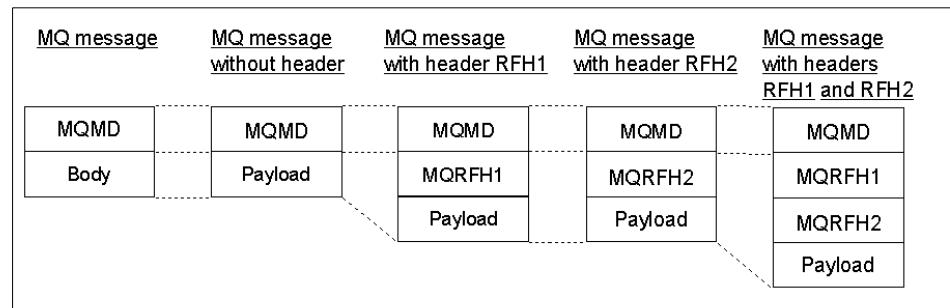 MQ message
MQ message
without header
MQ message
with header RFH1
MQ message
with header RFH2
MQ message
with headers
RFH1 and RFH2
MQMD
Body
MQMD
Payload
MQMD
MQRFH1
Payload
MQMD
MQRFH2
Payload
MQMD
MQRFH1
MQRFH2
Payload